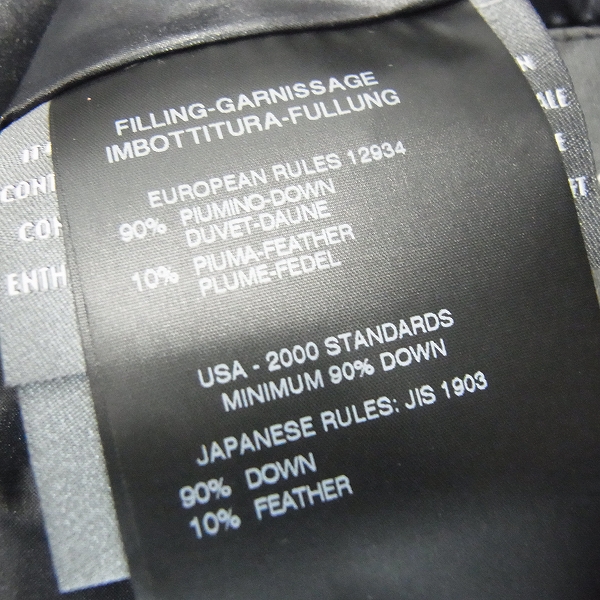 FILLING-GARNISSAGE
IMBOTTITURA-FULLUNG
EUROPEAN RULES 12934
90% PIUMINO-DOWN
DUVET-DAUNE
10% PIUMA-FEATHER
PLUME-FEDEL
USA - 2000 STANDARDS
MINIMUM 90% DOWN
JAPANESE RULES: JIS 1903
90% DOWN
10% FEATHER